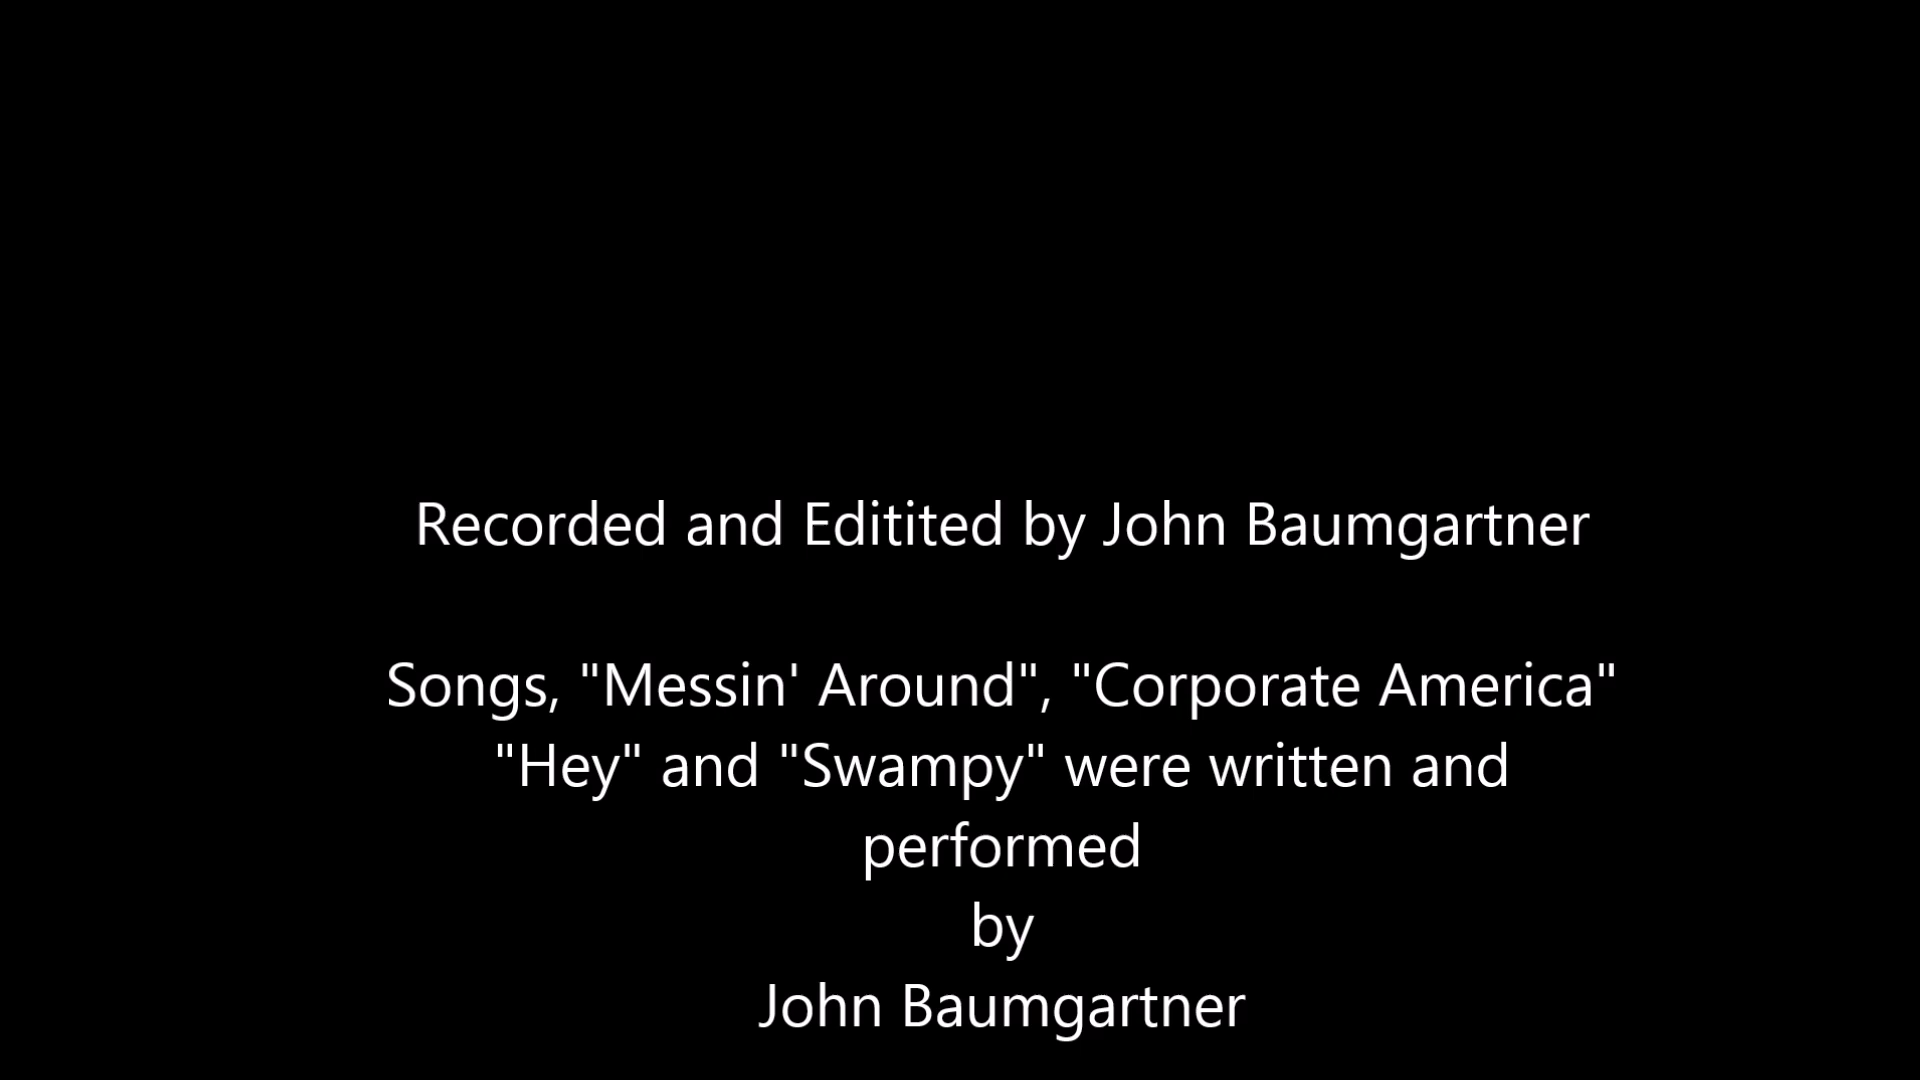 Recorded and Editited by John Baumgartner
Songs, "Messin' Around", "Corporate America"
"Hey" and "Swampy" were written and
performed
by
John Baumgartner